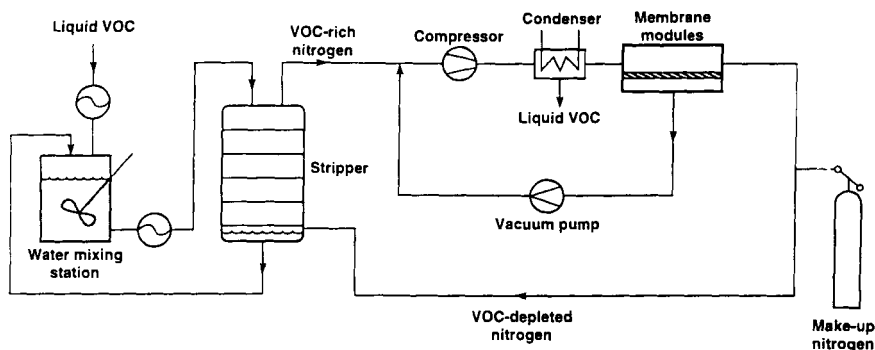 Liquid VOC
VOC-rich
nitrogen
Compressor
Condenser
Membrane
modules
Liquid VOC
Stripper
Vacuum pump
Water mixing
station
VOC-depleted
nitrogen
Make-up
nitrogen